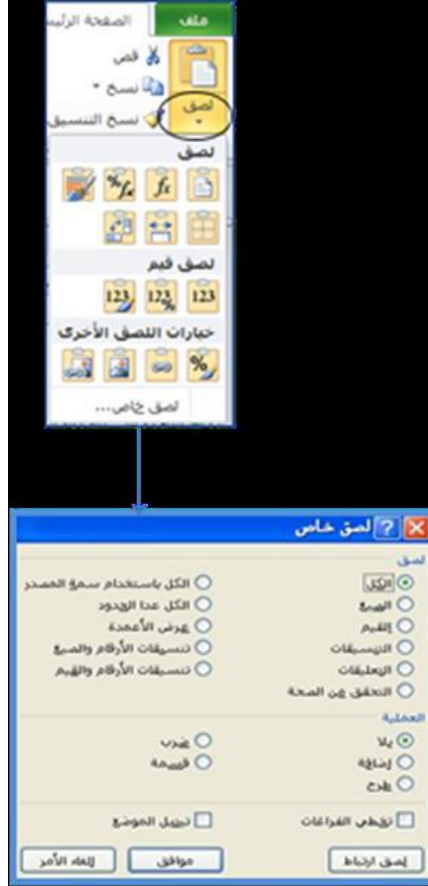 ملف الصفحة الرئيس
قص
نسخ
لصق
نسخ التنسيق
لصق
لصق قيم
خيارات اللصق الأخرى
لصق خاص...
لصق خاص
لصق
الكل
الكل باستخدام سمة المصدر
الصيغ
الكل عدا الحدود
القيم
عرض الأعمدة
التنسيقات
تنسيقات الأرقام والصيغ
التعليقات
تنسيقات الأرقام والقيم
التحقق من الصحة
العملية
بلا
ضرب
إضافة
قسمة
طرح
تخطي الفراغات
تبديل الموضع
لصق ارتباط
موافق
إلغاء الأمر